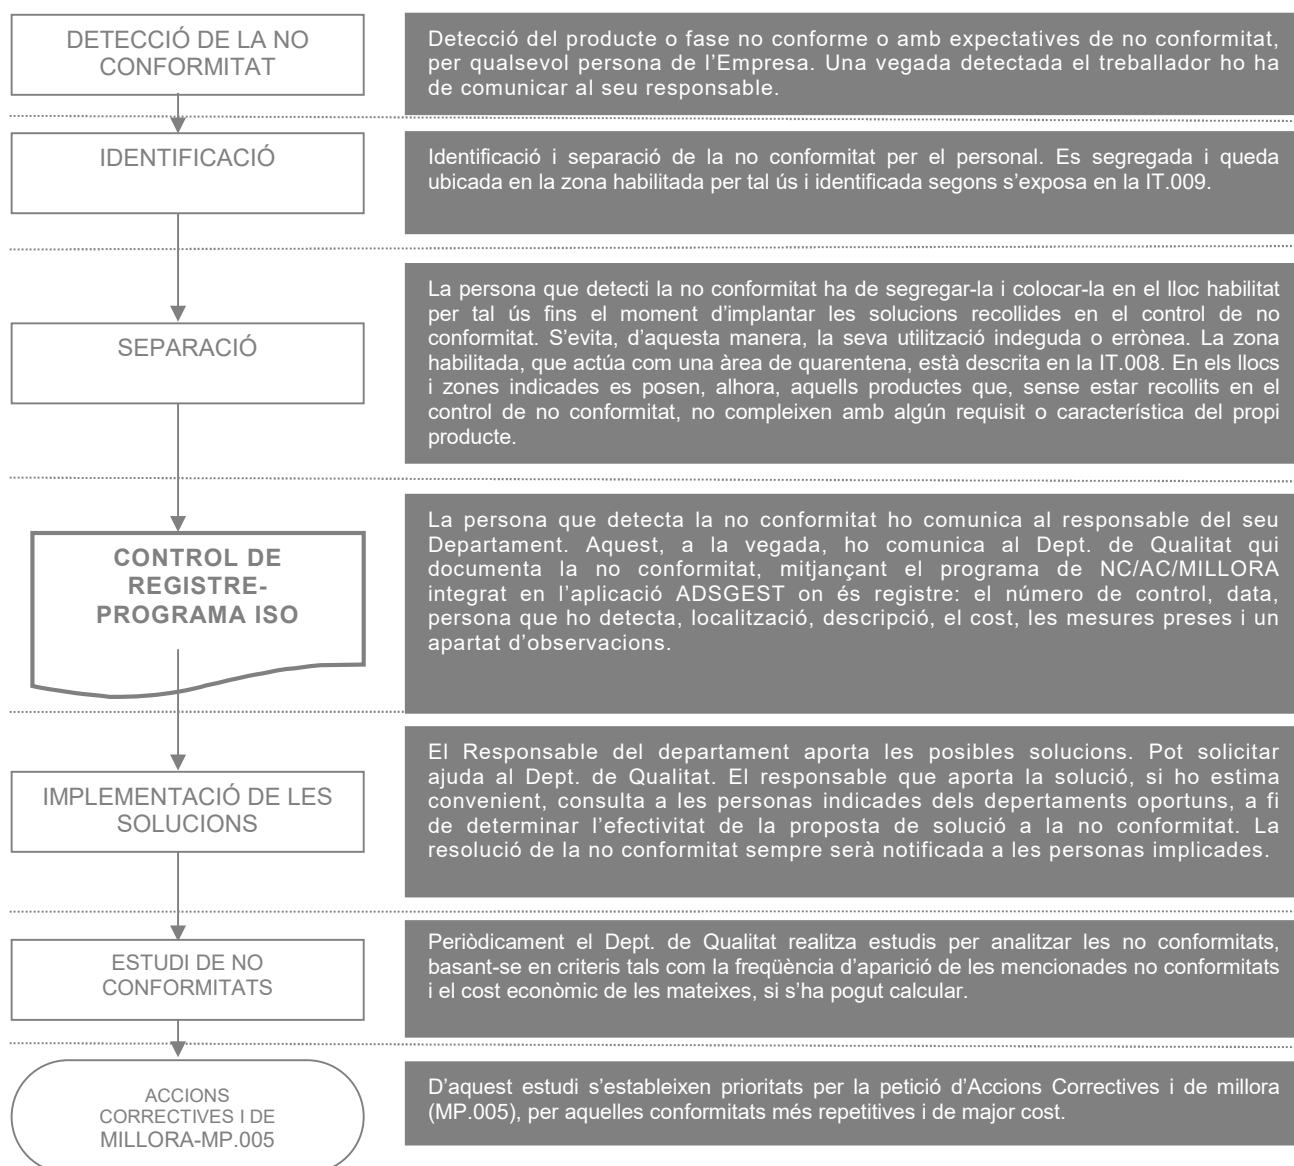 DETECCIÓ DE LA NO
CONFORMITAT
Detecció del producte o fase no conforme o amb expectatives de no conformitat,
per qualsevol persona de l’Empresa. Una vegada detectada el treballador ho ha
de comunicar al seu responsable.
IDENTIFICACIÓ
Identificació i separació de la no conformitat per el personal. Es segregada i queda
ubicada en la zona habilitada per tal ús i identificada segons s’exposa en la IT.009.
SEPARACIÓ
La persona que detecti la no conformitat ha de segregar-la i colocar-la en el lloc habilitat
per tal ús fins el moment d’implantar les solucions recollides en el control de no
conformitat. S’evita, d’aquesta manera, la seva utilització indeguda o errònea. La zona
habilitada, que actúa com una àrea de quarentena, està descrita en la IT.008. En els llocs
i zones indicades es posen, alhora, aquells productes que, sense estar recollits en el
control de no conformitat, no compleixen amb algún requisit o característica del propi
producte.
CONTROL DE
REGISTRE-
PROGRAMA ISO
La persona que detecta la no conformitat ho comunica al responsable del seu
Departament. Aquest, a la vegada, ho comunica al Dept. de Qualitat qui
documenta la no conformitat, mitjançant el programa de NC/AC/MILLORA
integrat en l’aplicació ADSGEST on és registre: el número de control, data,
persona que ho detecta, localització, descripció, el cost, les mesures preses i un
apartat d’observacions.
IMPLEMENTACIÓ DE LES
SOLUCIONS
El Responsable del departament aporta les posibles solucions. Pot solicitar
ajuda al Dept. de Qualitat. El responsable que aporta la solució, si ho estima
convenient, consulta a les personas indicades dels depertaments oportuns, a fi
de determinar l’efectivitat de la proposta de solució a la no conformitat. La
resolució de la no conformitat sempre serà notificada a les personas implicades.
ESTUDI DE NO
CONFORMITATS
Periòdicament el Dept. de Qualitat realitza estudis per analitzar les no conformitats,
basant-se en criteris tals com la freqüència d’aparició de les mencionades no conformitats
i el cost econòmic de les mateixes, si s’ha pogut calcular.
ACCIONS
CORRECTIVES I DE
MILLORA-MP.005
D’aquest estudi s’estableixen prioritats per la petició d’Accions Correctives i de millora
(MP.005), per aquelles conformitats més repetitives i de major cost.